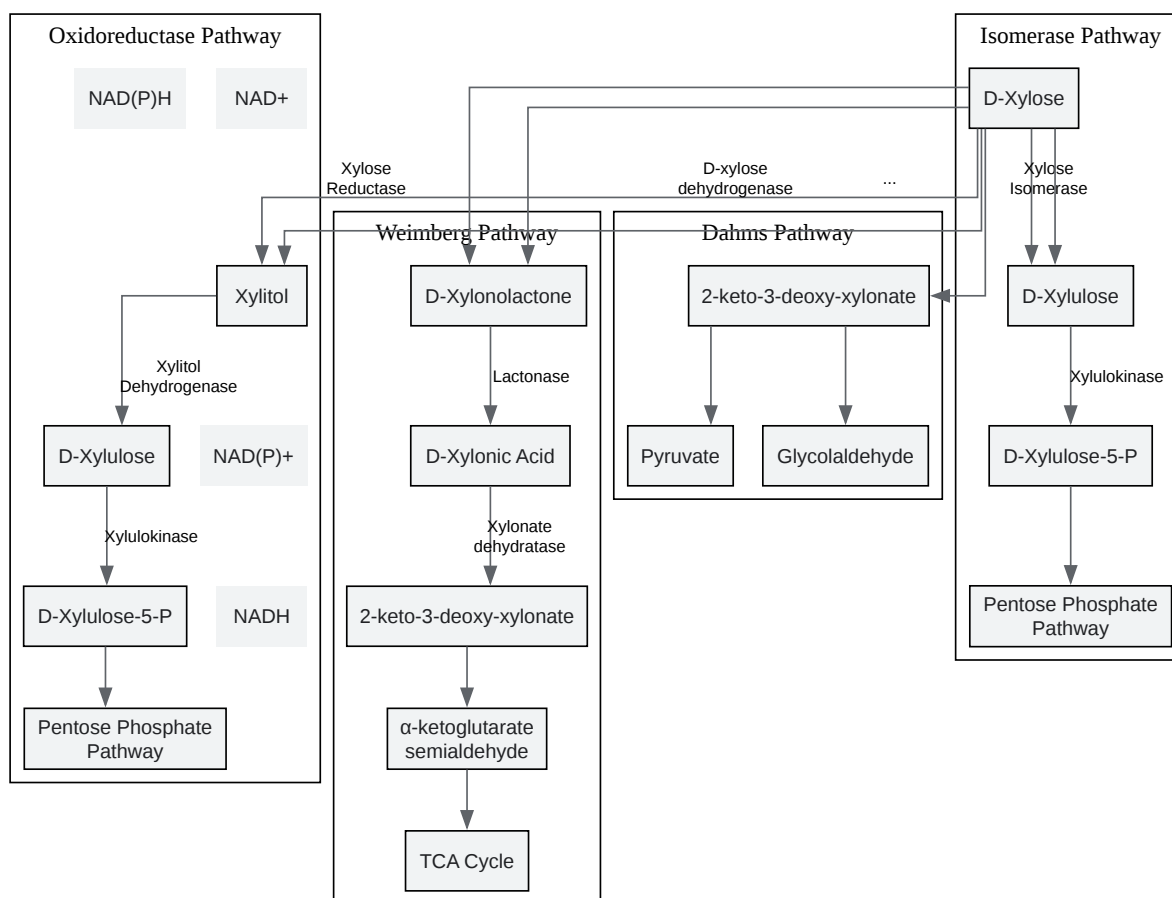 Oxidoreductase Pathway
Isomerase Pathway
NAD(P)H
NAD+
D-Xylose
Xylose
Reductase
D-xylose
dehydrogenase
...
Xylose
Isomerase
Weimberg Pathway
Dahms Pathway
Xylitol
D-Xylonolactone
2-keto-3-deoxy-xylonate
D-Xylulose
Xylitol
Dehydrogenase
Lactonase
Xylulokinase
D-Xylulose
NAD(P)+
D-Xylonic Acid
Pyruvate
Glycolaldehyde
D-Xylulose-5-P
Xylulokinase
Xylonate
dehydratase
D-Xylulose-5-P
NADH
2-keto-3-deoxy-xylonate
Pentose Phosphate
Pathway
Pentose Phosphate
Pathway
α-ketoglutarate
semialdehyde
TCA Cycle